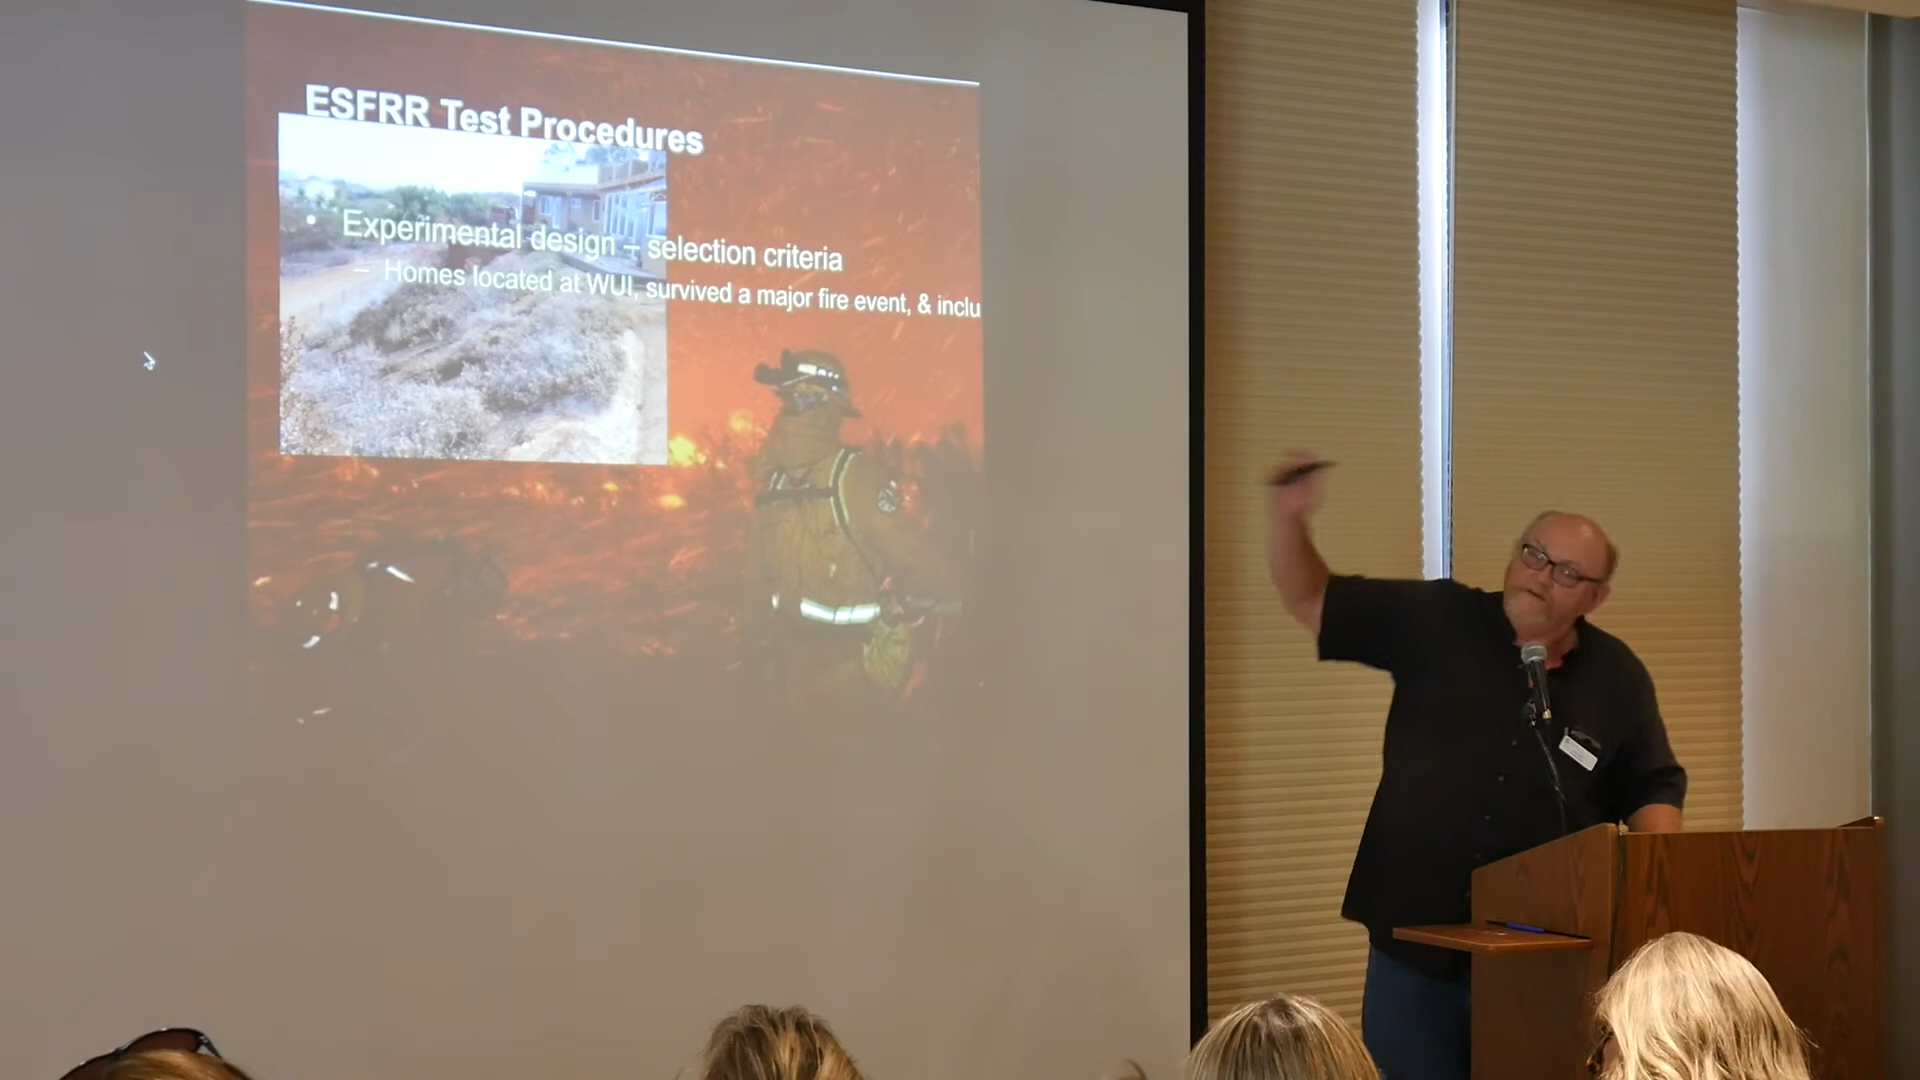 ESFRR Test Procedures
• Experimental design – selection criteria
– Homes located at WUI, survived a major fire event, & inclu